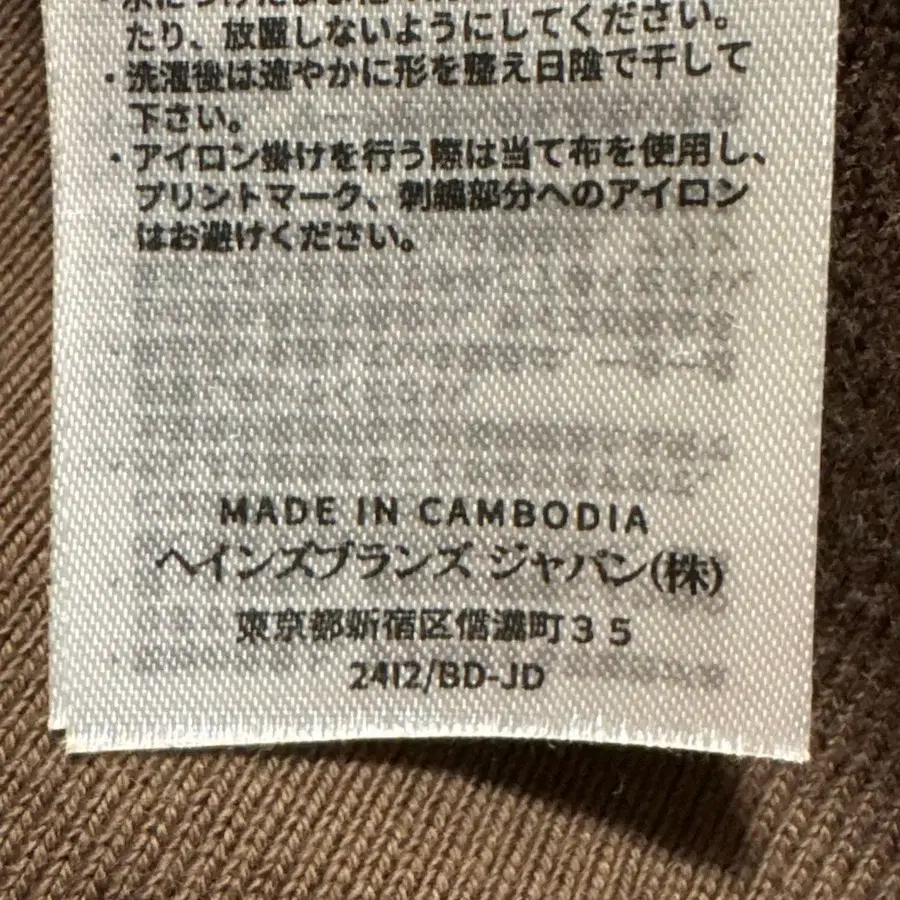 たり、放置しないようにしてください。
・洗濯後は速やかに形を整え日陰で干して
下さい。
・アイロン掛けを行う際は当て布を使用し、
プリントマーク、刺繍部分へのアイロン
はお避けください。
MADE IN CAMBODIA
ヘインズブランズ ジャパン(株)
東京都新宿区信濃町35
2412/BD-JD